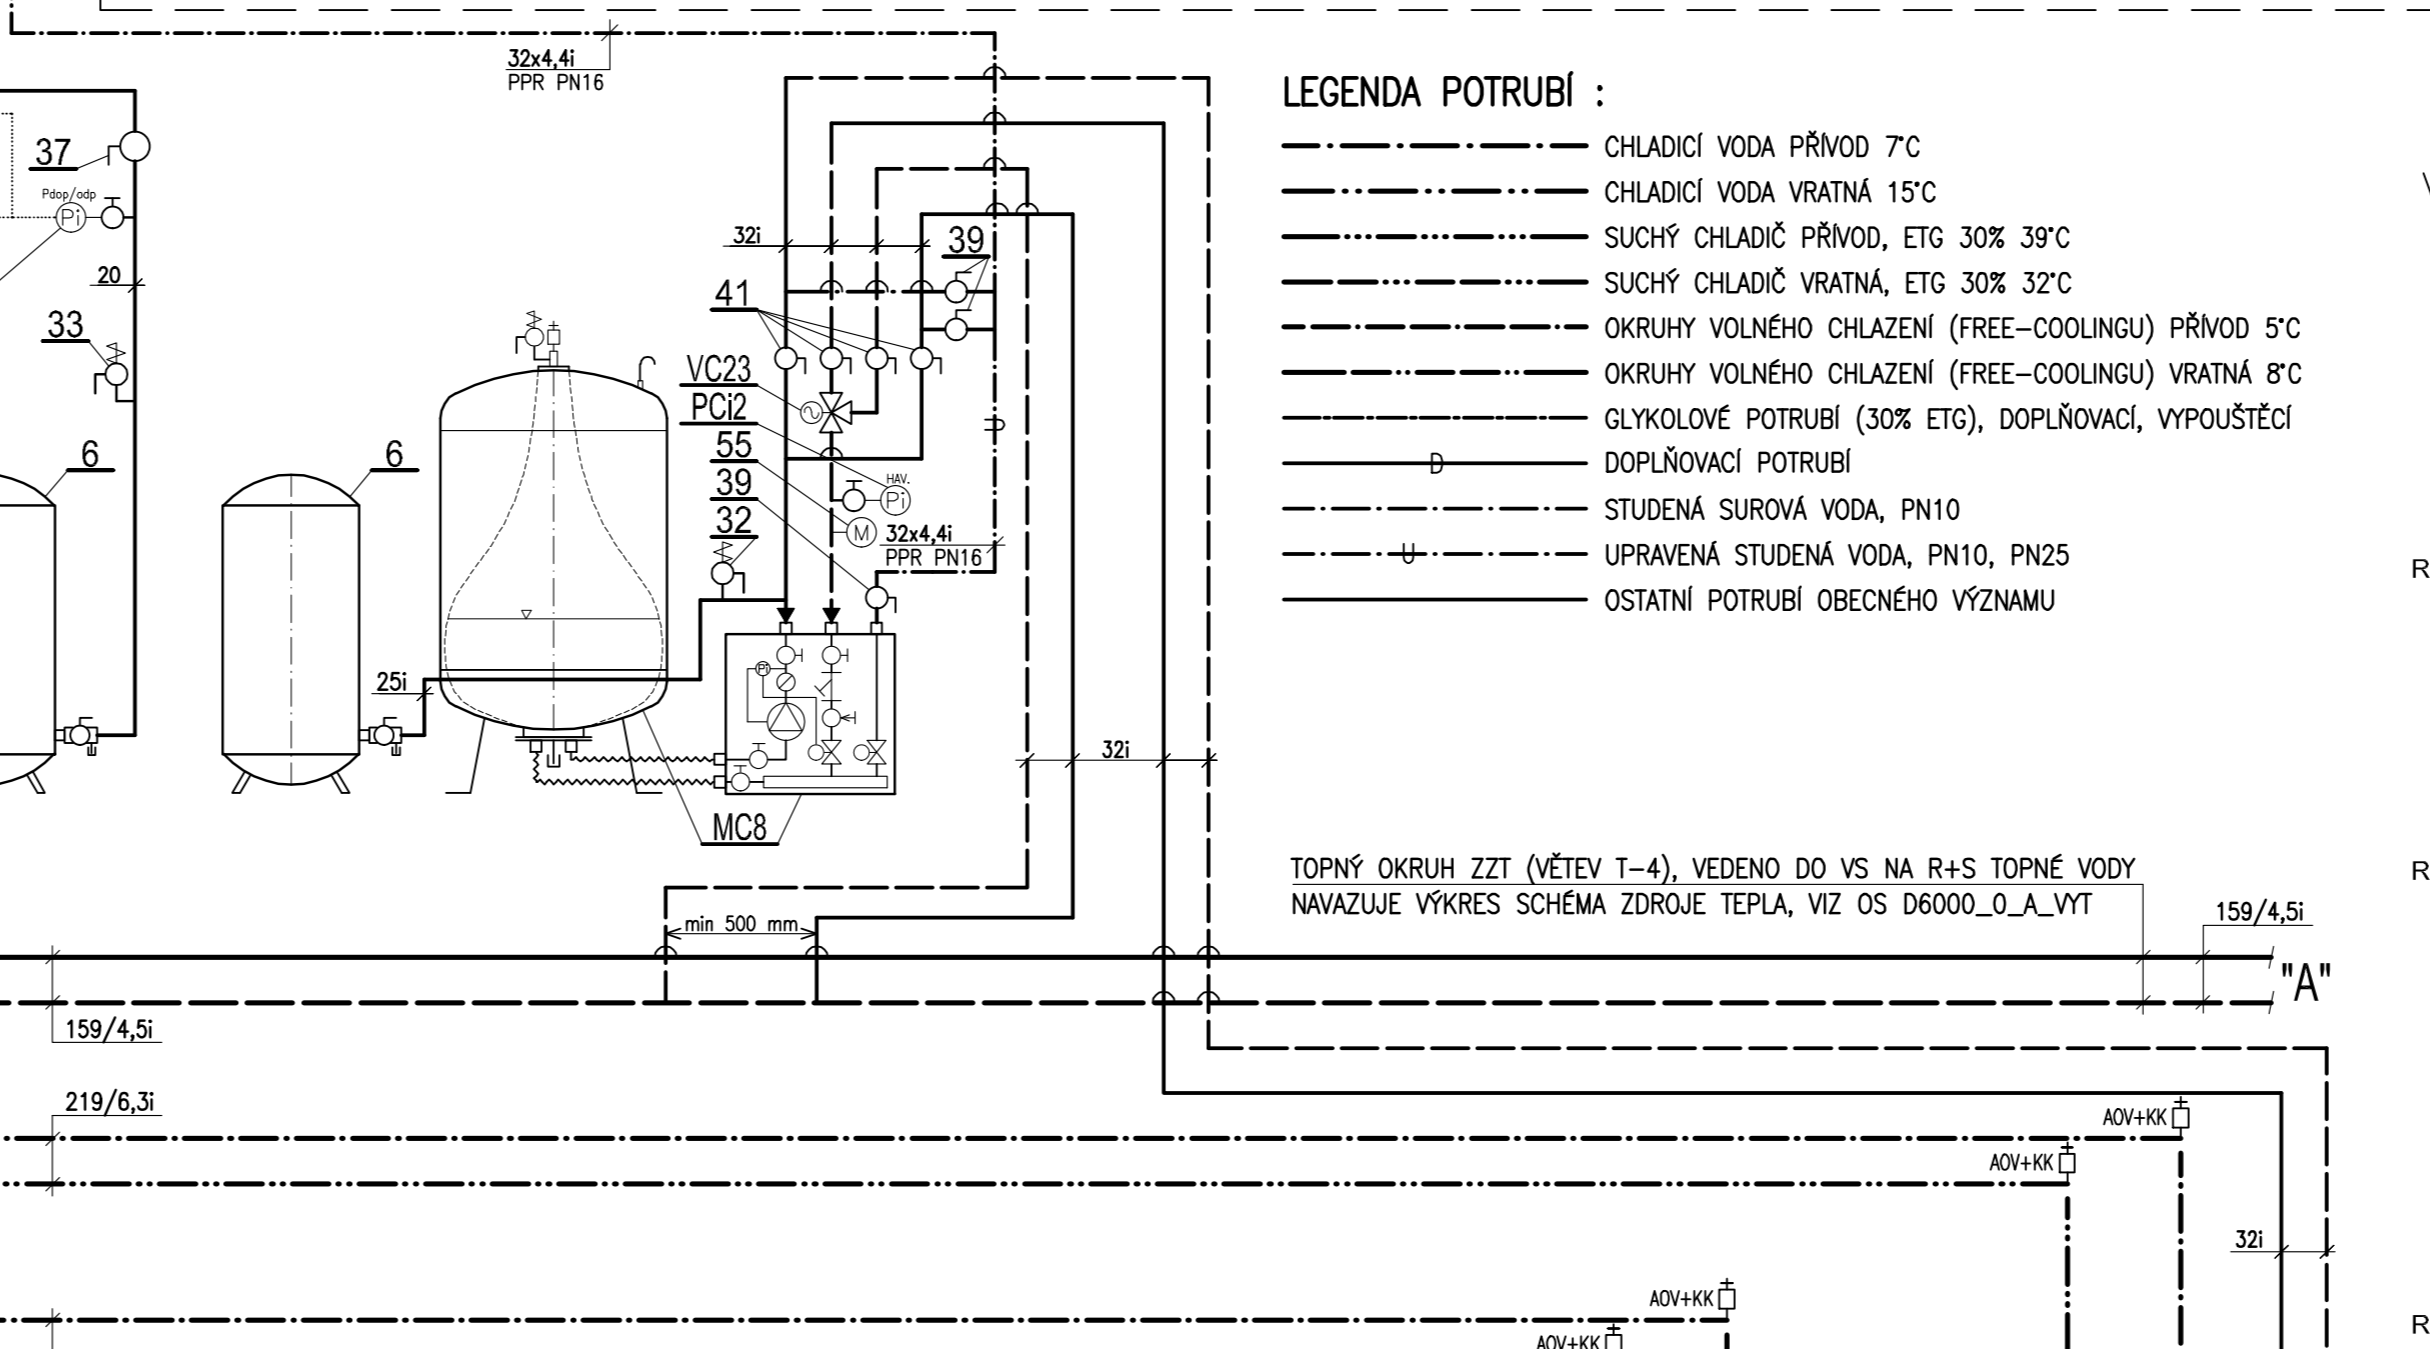 32x4,4i
PPR PN16
37
Pdop/odp
Pi
20
33
6
6
25i
32i
39
41
VC23
PCi2
55
39
32
HAV.
Pi
M
32x4,4i
PPR PN16
U
Pi
MC8
32i
min 500 mm
LEGENDA POTRUBÍ :
CHLADICÍ VODA PŘÍVOD 7°C
CHLADICÍ VODA VRATNÁ 15°C
SUCHÝ CHLADIČ PŘÍVOD, ETG 30% 39°C
SUCHÝ CHLADIČ VRATNÁ, ETG 30% 32°C
OKRUHY VOLNÉHO CHLAZENÍ (FREE-COOLINGU) PŘÍVOD 5°C
OKRUHY VOLNÉHO CHLAZENÍ (FREE-COOLINGU) VRATNÁ 8°C
GLYKOLOVÉ POTRUBÍ (30% ETG), DOPLŇOVACÍ, VYPOUŠTĚCÍ
D DOPLŇOVACÍ POTRUBÍ
STUDENÁ SUROVÁ VODA, PN10
U UPRAVENÁ STUDENÁ VODA, PN10, PN25
OSTATNÍ POTRUBÍ OBECNÉHO VÝZNAMU
R
TOPNÝ OKRUH ZZT (VĚTEV T-4), VEDENO DO VS NA R+S TOPNÉ VODY
NAVAZUJE VÝKRES SCHÉMA ZDROJE TEPLA, VIZ OS D6000_0_A_VYT
R
159/4,5i
"A"
159/4,5i
219/6,3i
AOV+KK
AOV+KK
32i
AOV+KK
AOV+KK
R